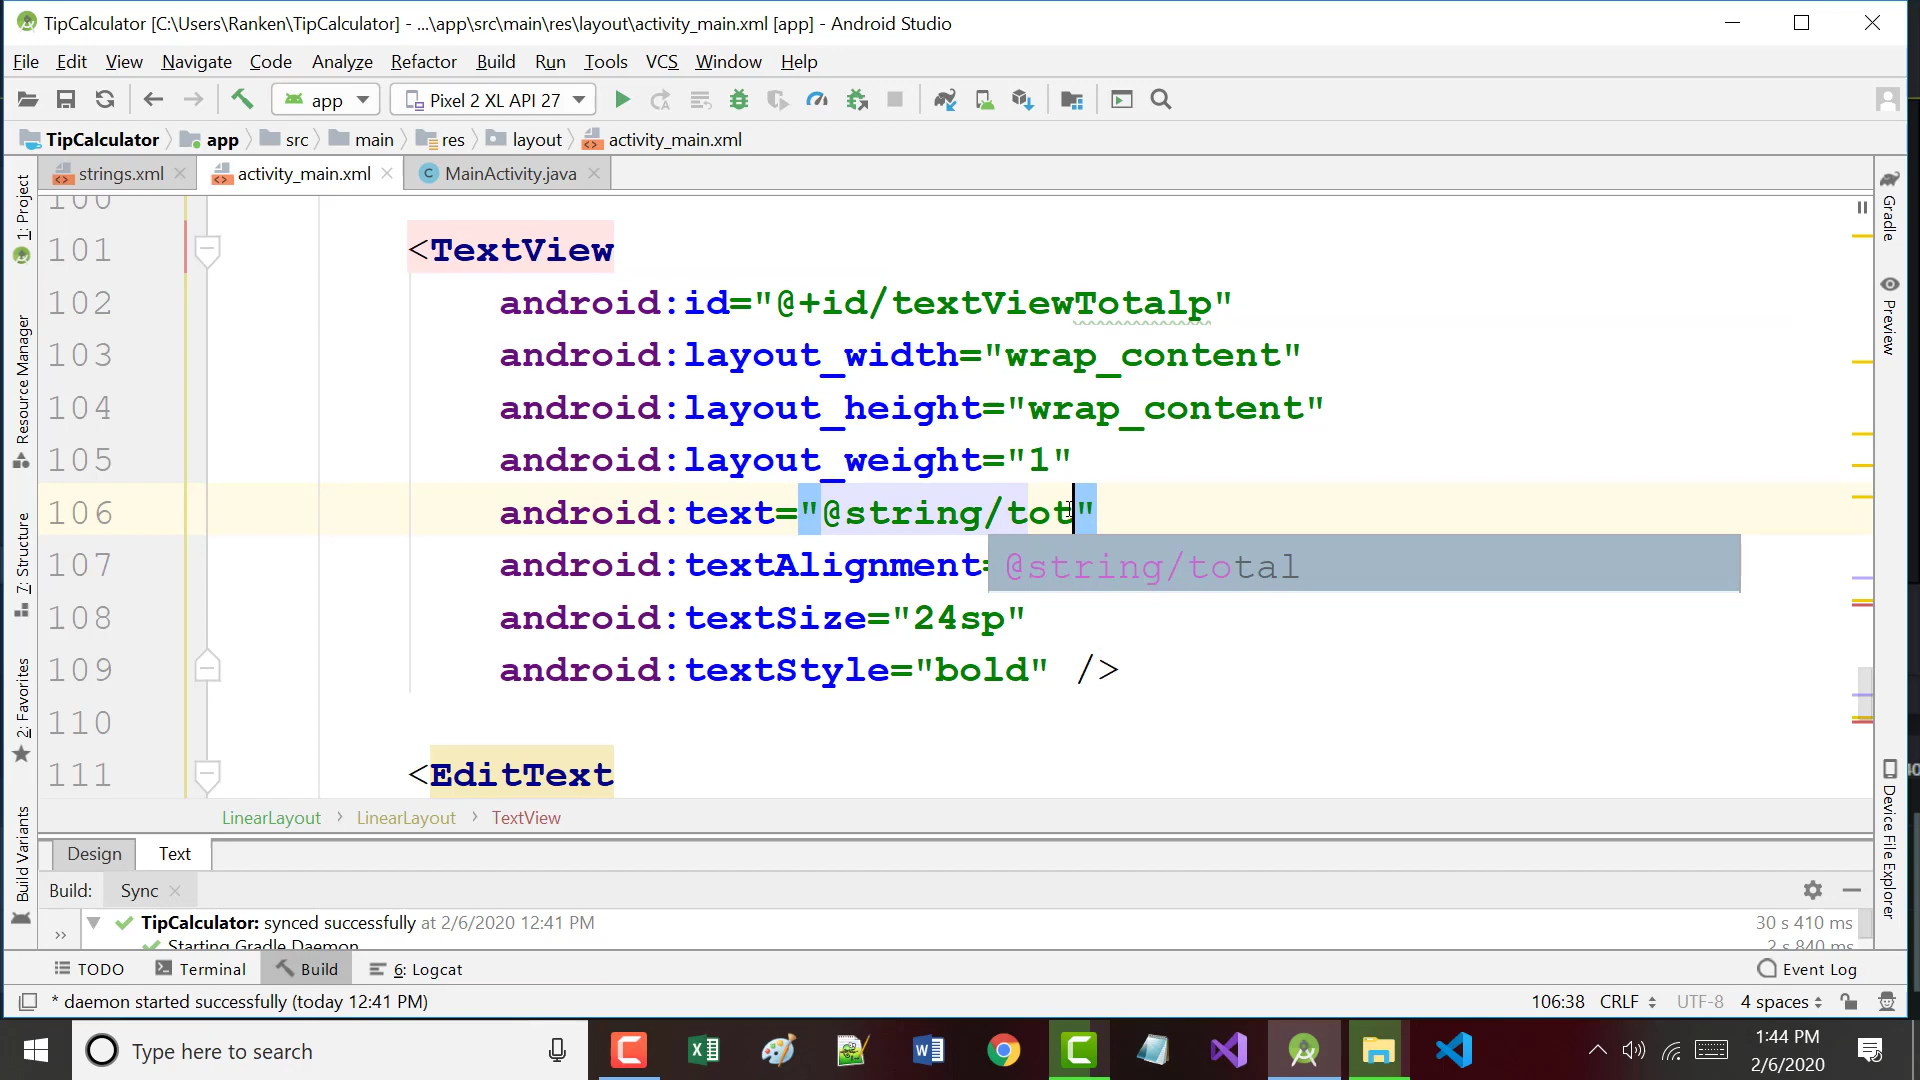 TipCalculator [C:\Users\Ranken\TipCalculator] - ...\app\src\main\res\layout\activity_main.xml [app] - Android Studio
File Edit View Navigate Code Analyze Refactor Build Run Tools VCS Window Help
app Pixel 2 XL API 27
TipCalculator app src main res layout activity_main.xml
strings.xml activity_main.xml C MainActivity.java
1: Project
Resource Manager
7: Structure
2: Favorites
Build Variants
100
101 <TextView
102 android:id="@+id/textViewTotalp"
103 android:layout_width="wrap_content"
104 android:layout_height="wrap_content"
105 android:layout_weight="1"
106 android:text="@string/tot"
107 android:textAlignment=
@string/total
108 android:textSize="24sp"
109 android:textStyle="bold" />
110
111 <EditText
Gradle
Preview
Device File Explorer
LinearLayout › LinearLayout › TextView
Design Text
Build: Sync
TipCalculator: synced successfully at 2/6/2020 12:41 PM 30 s 410 ms
Starting Gradle Daemon 2 s 840 ms
TODO Terminal Build 6: Logcat Event Log
* daemon started successfully (today 12:41 PM) 106:38 CRLF UTF-8 4 spaces
Type here to search
1:44 PM
2/6/2020